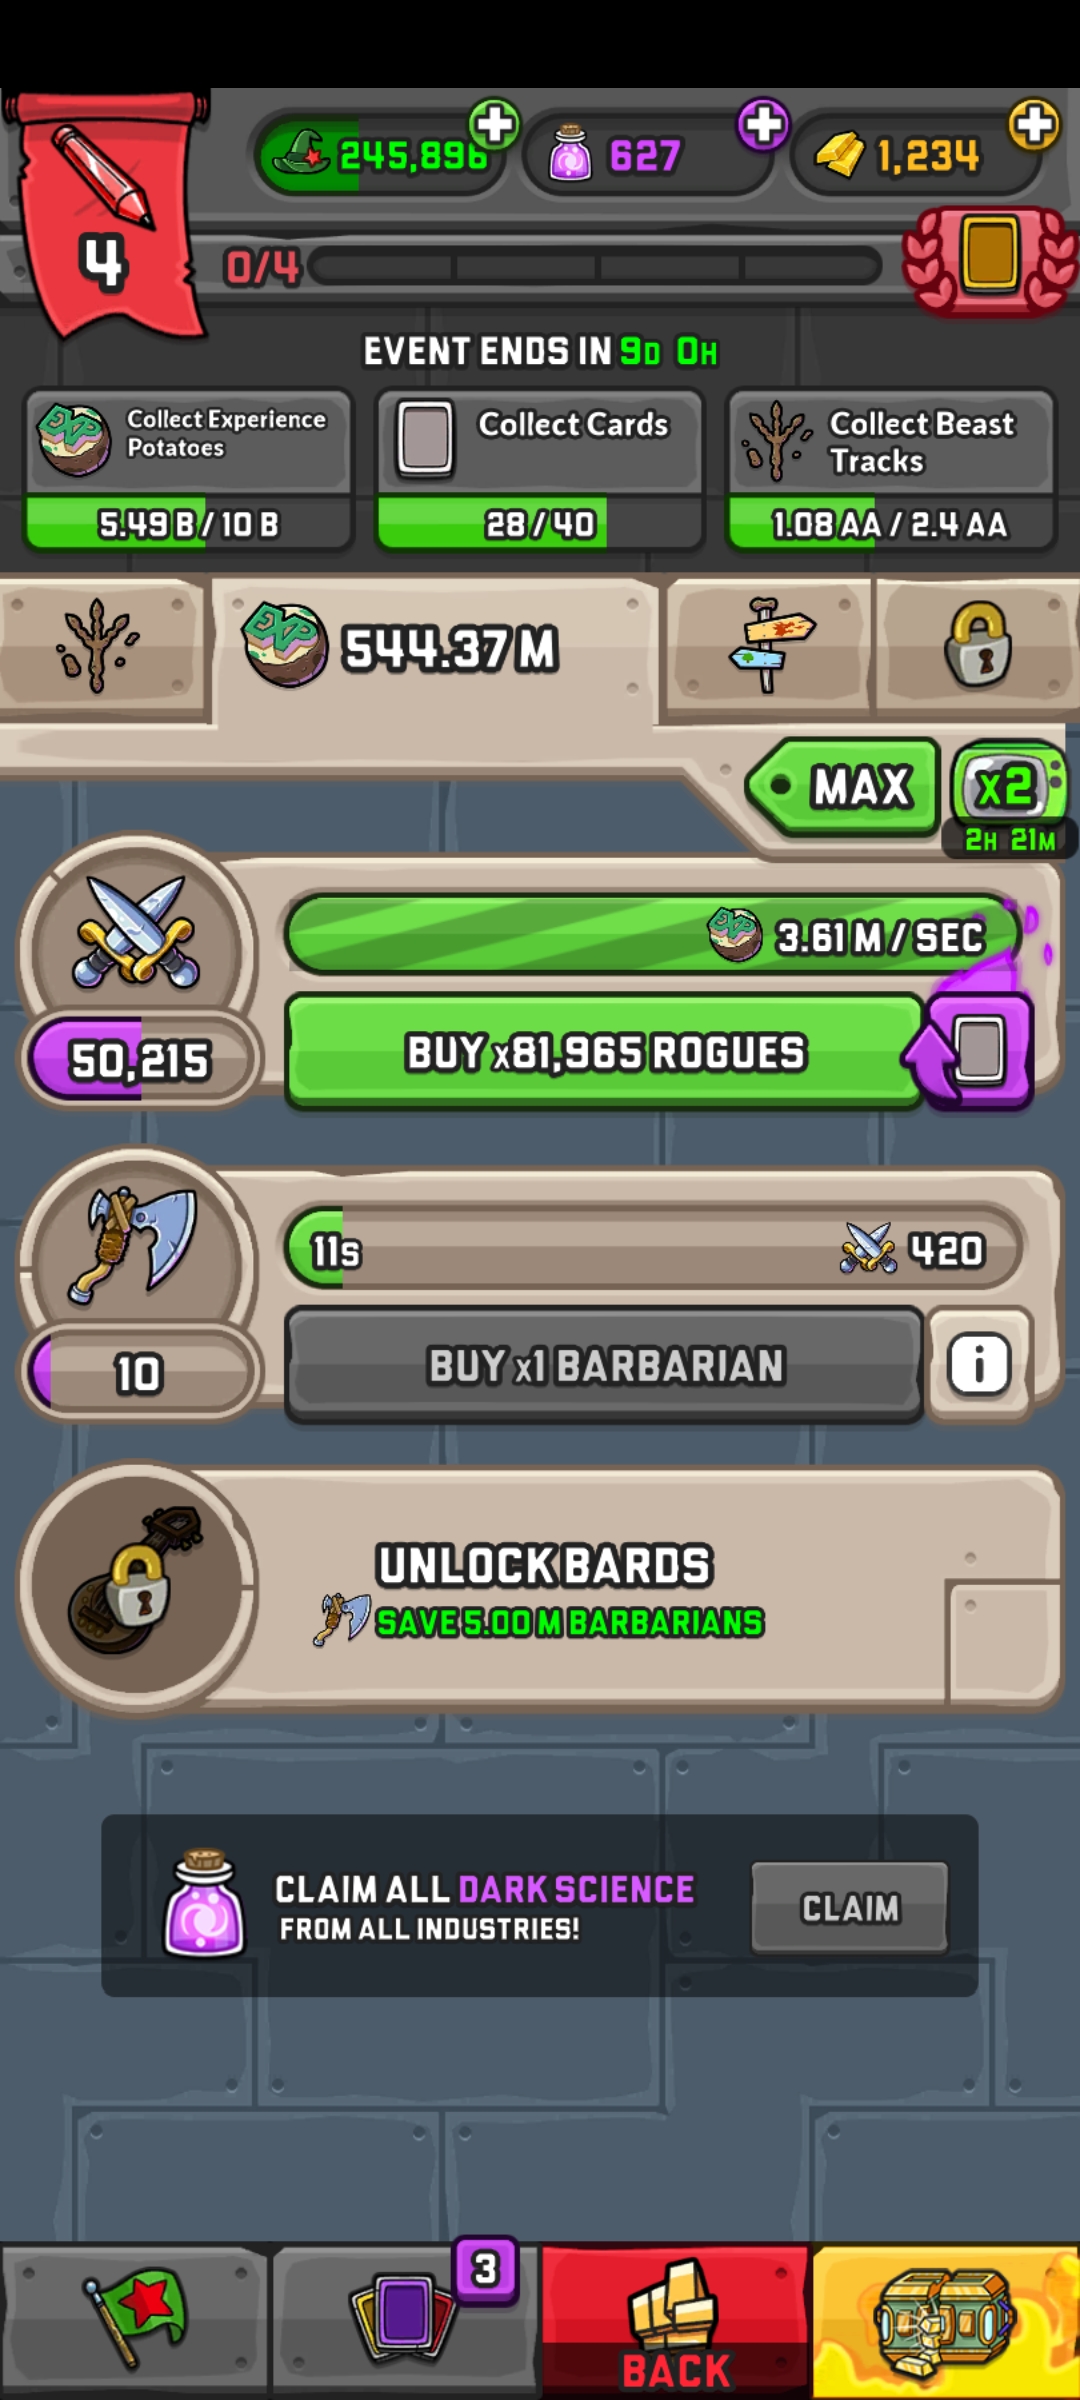 245,896
627
1,234
4
0/4
EVENT ENDS IN 9D 0H
Collect Experience
Potatoes
5.49 B / 10 B
Collect Cards
28 / 40
Collect Beast
Tracks
1.08 AA / 2.4 AA
EXP
544.37 M
MAX
x2
2H 21M
3.61 M / SEC
50,215
BUY x81,965 ROGUES
11s
420
10
BUY x1 BARBARIAN
i
UNLOCK BARDS
SAVE 5.00 M BARBARIANS
CLAIM ALL DARK SCIENCE
FROM ALL INDUSTRIES!
CLAIM
3
BACK